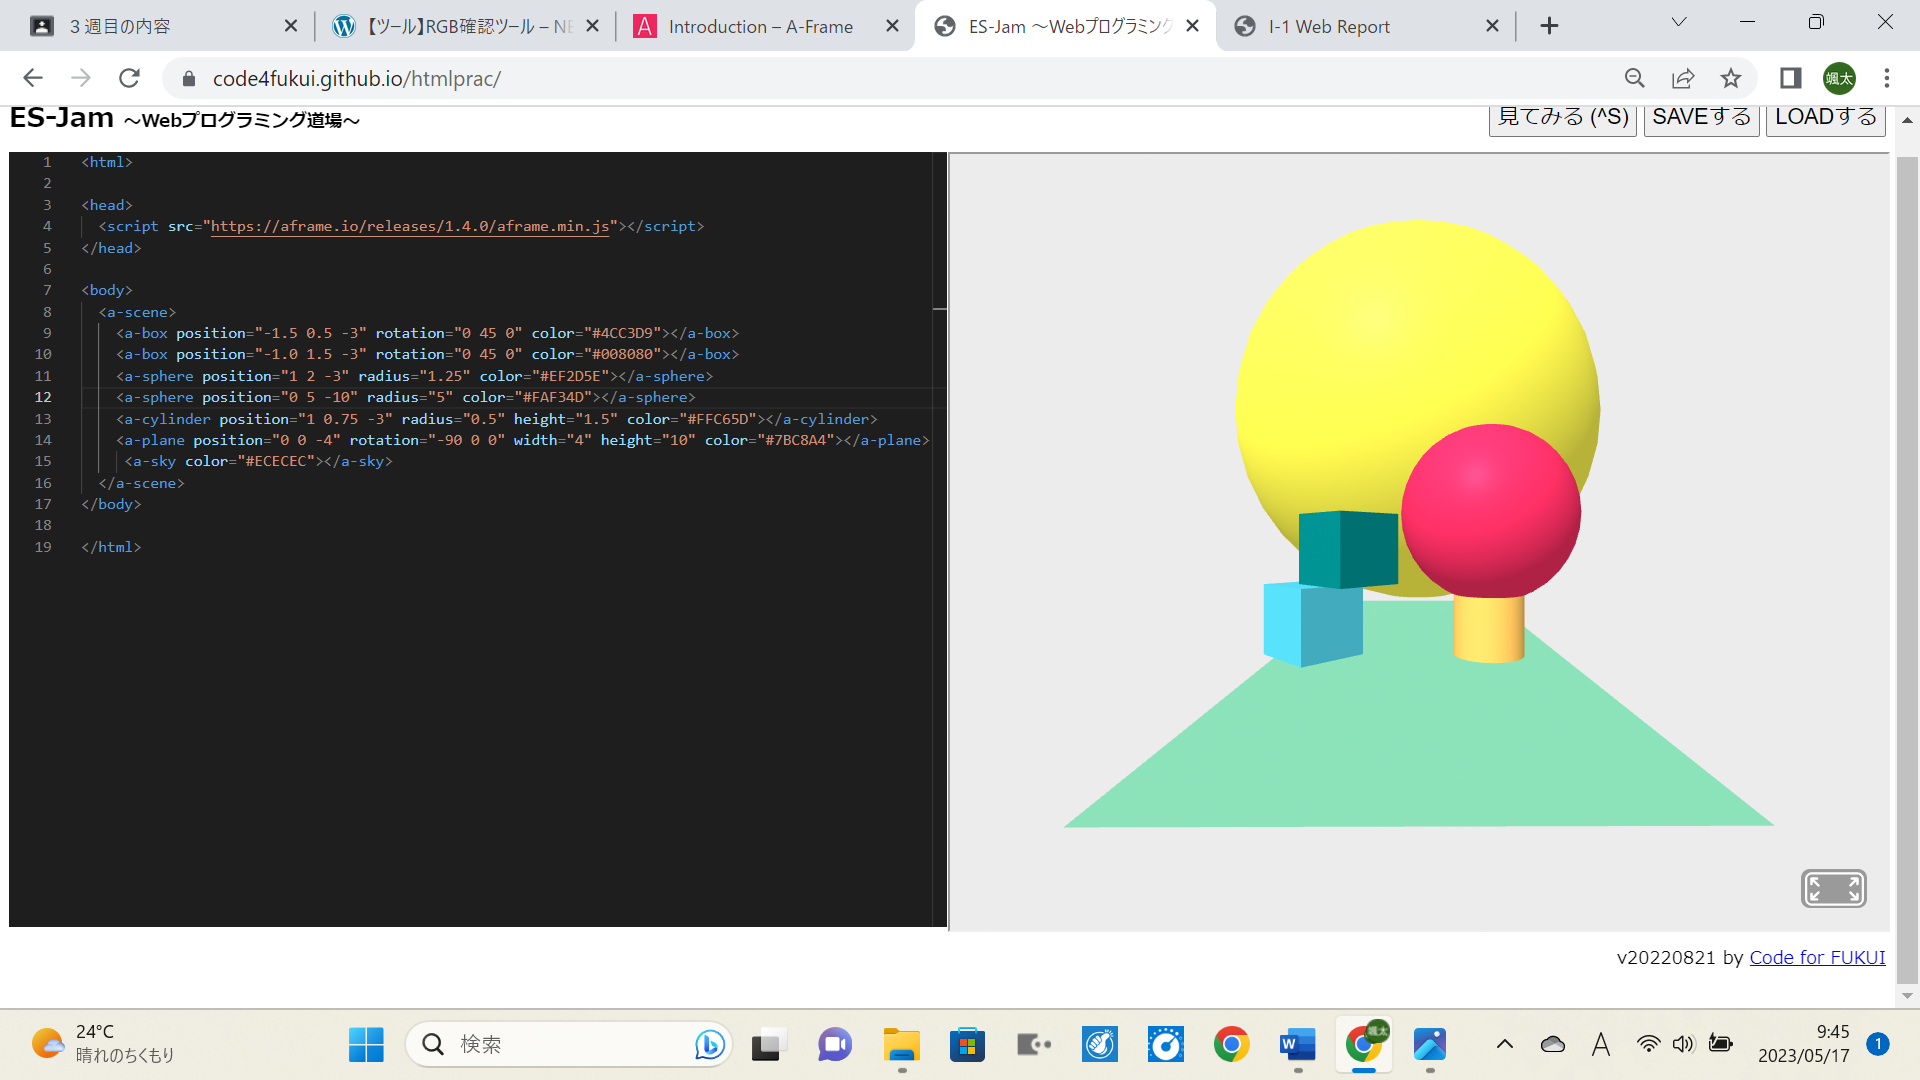 ３週目の内容
【ツール】RGB確認ツール – NE
Introduction – A-Frame
ES-Jam ～Webプログラミング
I-1 Web Report
code4fukui.github.io/htmlprac/
颯太
ES-Jam ～Webプログラミング道場～
見てみる (^S)
SAVEする
LOADする
1 <html>
2
3 <head>
4 <script src="https://aframe.io/releases/1.4.0/aframe.min.js"></script>
5 </head>
6
7 <body>
8 <a-scene>
9 <a-box position="-1.5 0.5 -3" rotation="0 45 0" color="#4CC3D9"></a-box>
10 <a-box position="-1.0 1.5 -3" rotation="0 45 0" color="#008080"></a-box>
11 <a-sphere position="1 2 -3" radius="1.25" color="#EF2D5E"></a-sphere>
12 <a-sphere position="0 5 -10" radius="5" color="#FAF34D"></a-sphere>
13 <a-cylinder position="1 0.75 -3" radius="0.5" height="1.5" color="#FFC65D"></a-cylinder>
14 <a-plane position="0 0 -4" rotation="-90 0 0" width="4" height="10" color="#7BC8A4"></a-plane>
15 <a-sky color="#ECECEC"></a-sky>
16 </a-scene>
17 </body>
18
19 </html>
v20220821 by Code for FUKUI
24°C
晴れのちくもり
検索
W
颯太
A
9:45
2023/05/17
1